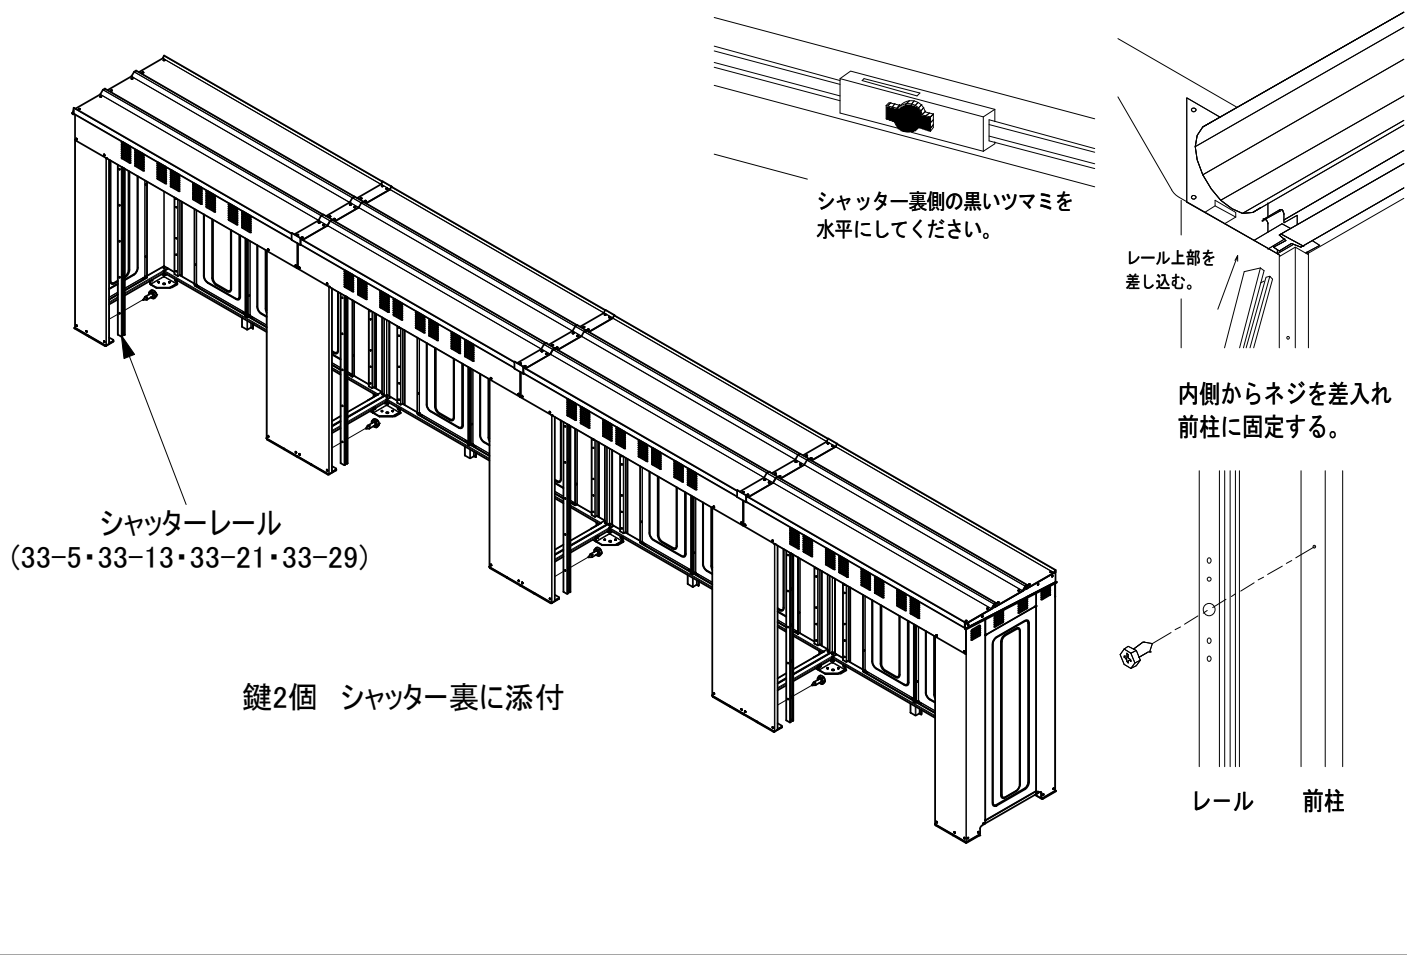 シャッター裏側の黒いツマミを
水平にしてください。
レール上部を
差し込む。
内側からネジを差入れ
前柱に固定する。
シャッターレール
（33−5・33−13・33−21・33−29）
鍵2個　シャッター裏に添付
レール　前柱